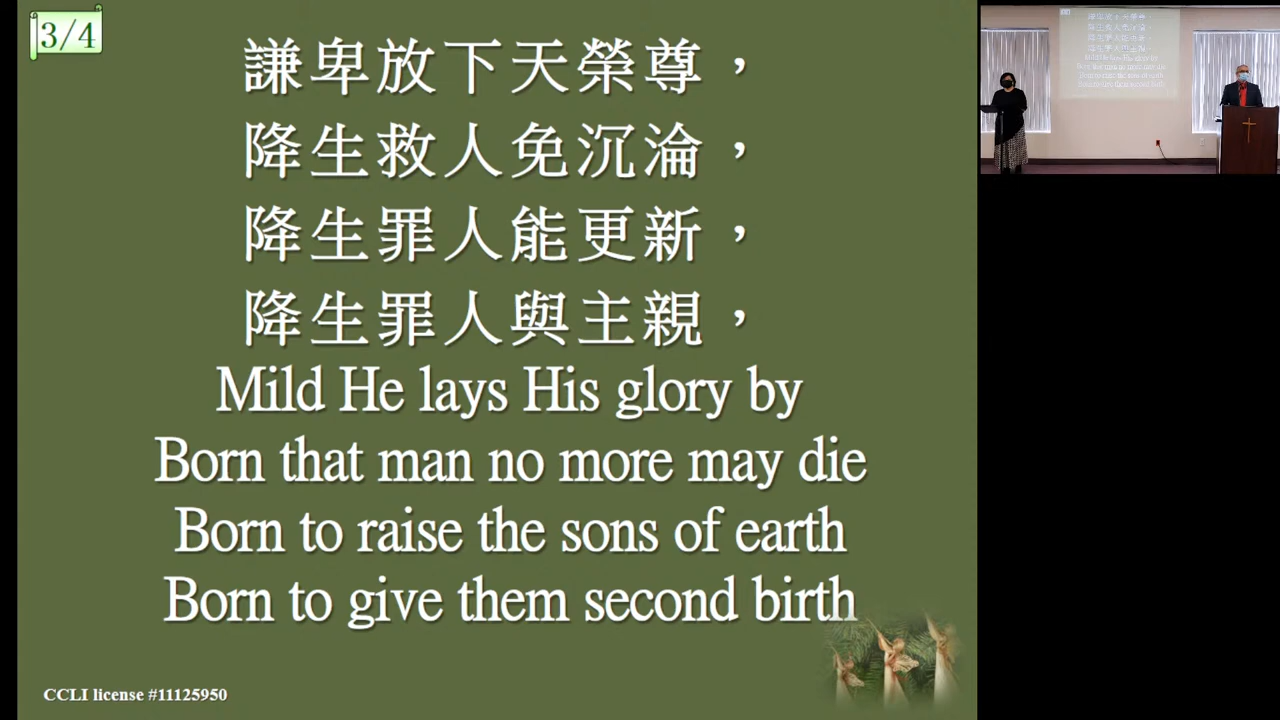 3/4
謙卑放下天榮尊，
降生救人免沉淪，
降生罪人能更新，
降生罪人與主親，
Mild He lays His glory by
Born that man no more may die
Born to raise the sons of earth
Born to give them second birth
CCLI license #11125950